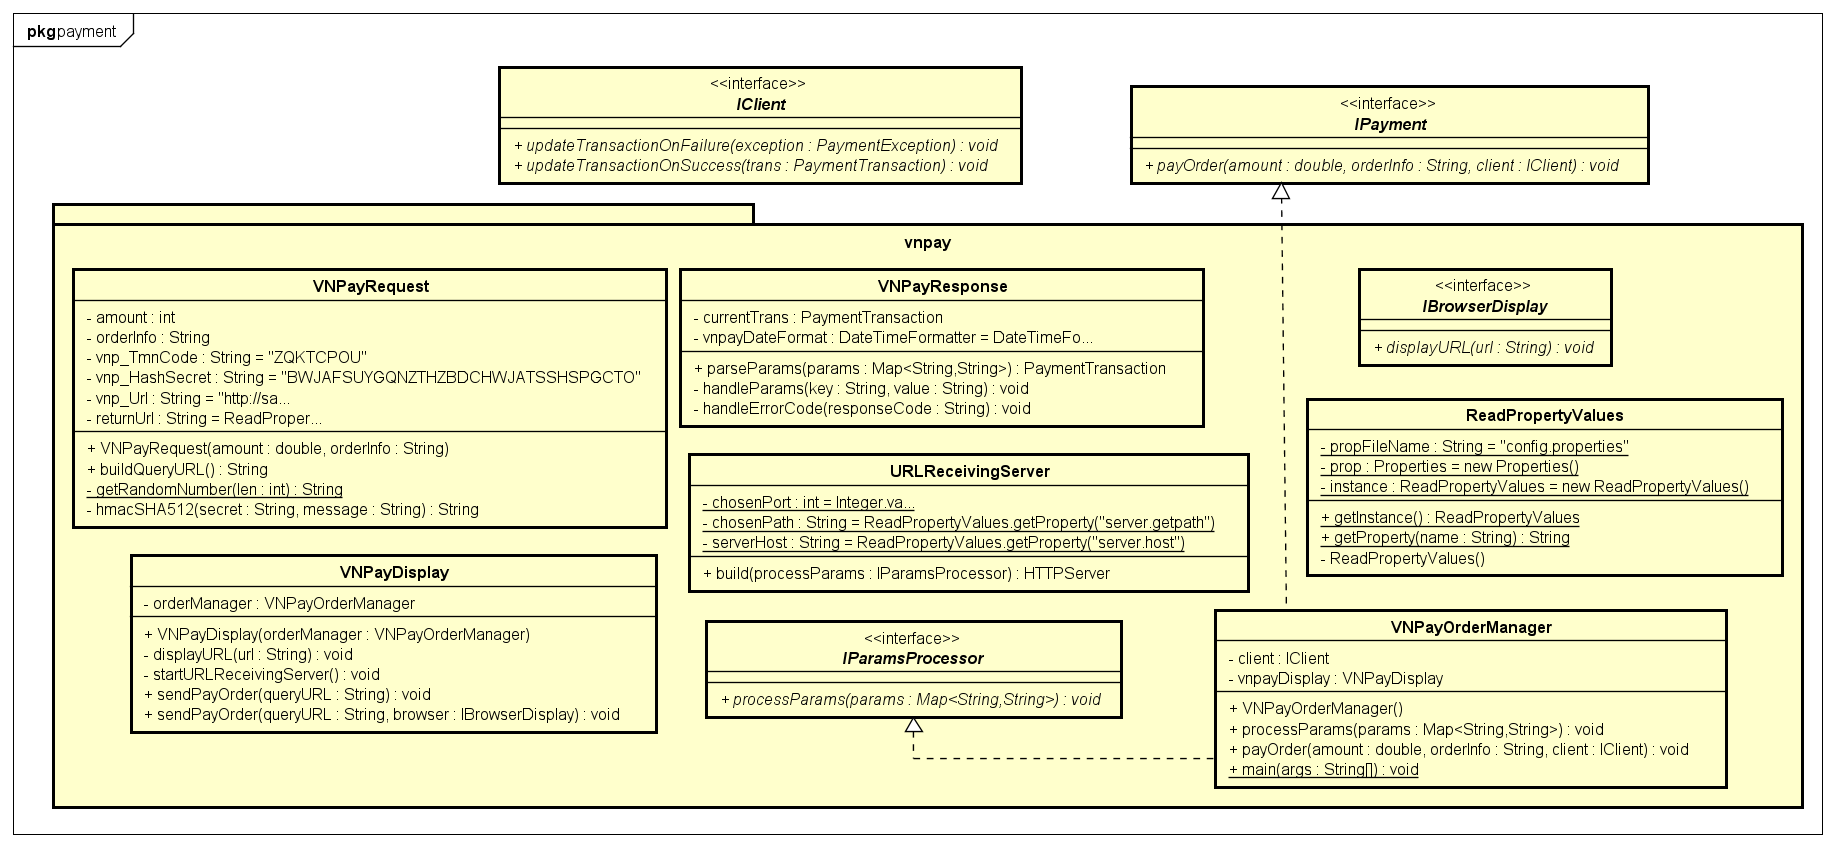 pkg payment
<<interface>>
IClient
+ updateTransactionOnFailure(exception : PaymentException) : void
+ updateTransactionOnSuccess(trans : PaymentTransaction) : void
<<interface>>
IPayment
+ payOrder(amount : double, orderInfo : String, client : IClient) : void
vnpay
VNPayRequest
- amount : int
- orderInfo : String
- vnp_TmnCode : String = "ZQKTCPOU"
- vnp_HashSecret : String = "BWJAFSUYGQNZTHZBDCHWJATSSHSPGCTO"
- vnp_Url : String = "http://sa...
- returnUrl : String = ReadProper...
+ VNPayRequest(amount : double, orderInfo : String)
+ buildQueryURL() : String
- getRandomNumber(len : int) : String
- hmacSHA512(secret : String, message : String) : String
VNPayResponse
- currentTrans : PaymentTransaction
- vnpayDateFormat : DateTimeFormatter = DateTimeFo...
+ parseParams(params : Map<String,String>) : PaymentTransaction
- handleParams(key : String, value : String) : void
- handleErrorCode(responseCode : String) : void
<<interface>>
IBrowserDisplay
+ displayURL(url : String) : void
ReadPropertyValues
- propFileName : String = "config.properties"
- prop : Properties = new Properties()
- instance : ReadPropertyValues = new ReadPropertyValues()
+ getInstance() : ReadPropertyValues
+ getProperty(name : String) : String
- ReadPropertyValues()
URLReceivingServer
- chosenPort : int = Integer.va...
- chosenPath : String = ReadPropertyValues.getProperty("server.getpath")
- serverHost : String = ReadPropertyValues.getProperty("server.host")
+ build(processParams : IParamsProcessor) : HTTPServer
VNPayDisplay
- orderManager : VNPayOrderManager
+ VNPayDisplay(orderManager : VNPayOrderManager)
- displayURL(url : String) : void
- startURLReceivingServer() : void
+ sendPayOrder(queryURL : String) : void
+ sendPayOrder(queryURL : String, browser : IBrowserDisplay) : void
<<interface>>
IParamsProcessor
+ processParams(params : Map<String,String>) : void
VNPayOrderManager
- client : IClient
- vnpayDisplay : VNPayDisplay
+ VNPayOrderManager()
+ processParams(params : Map<String,String>) : void
+ payOrder(amount : double, orderInfo : String, client : IClient) : void
+ main(args : String[]) : void